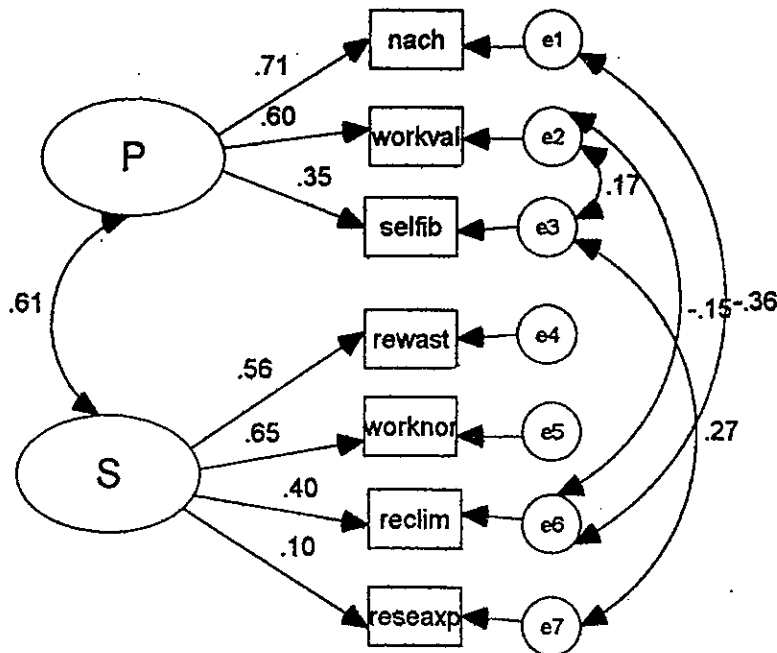 nach
e1
.71
.60
workval
e2
P
.35
.17
selfib
e3
.61
-.15
-.36
rewast
e4
.56
.65
worknor
e5
.27
S
.40
reclim
e6
.10
reseaxp
e7